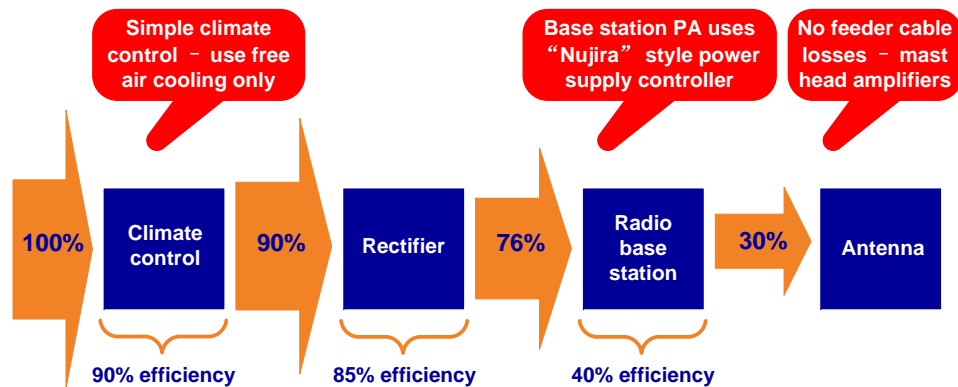 Simple climate
control – use free
air cooling only
Base station PA uses
“Nujira” style power
supply controller
No feeder cable
losses – mast
head amplifiers
100%
Climate
control
90%
Rectifier
76%
Radio
base
station
30%
Antenna
90% efficiency
85% efficiency
40% efficiency